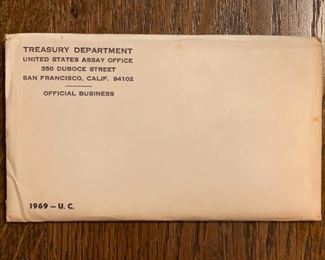 TREASURY DEPARTMENT
UNITED STATES ASSAY OFFICE
350 DUBOCE STREET
SAN FRANCISCO, CALIF. 94102
OFFICIAL BUSINESS
1969 – U. C.